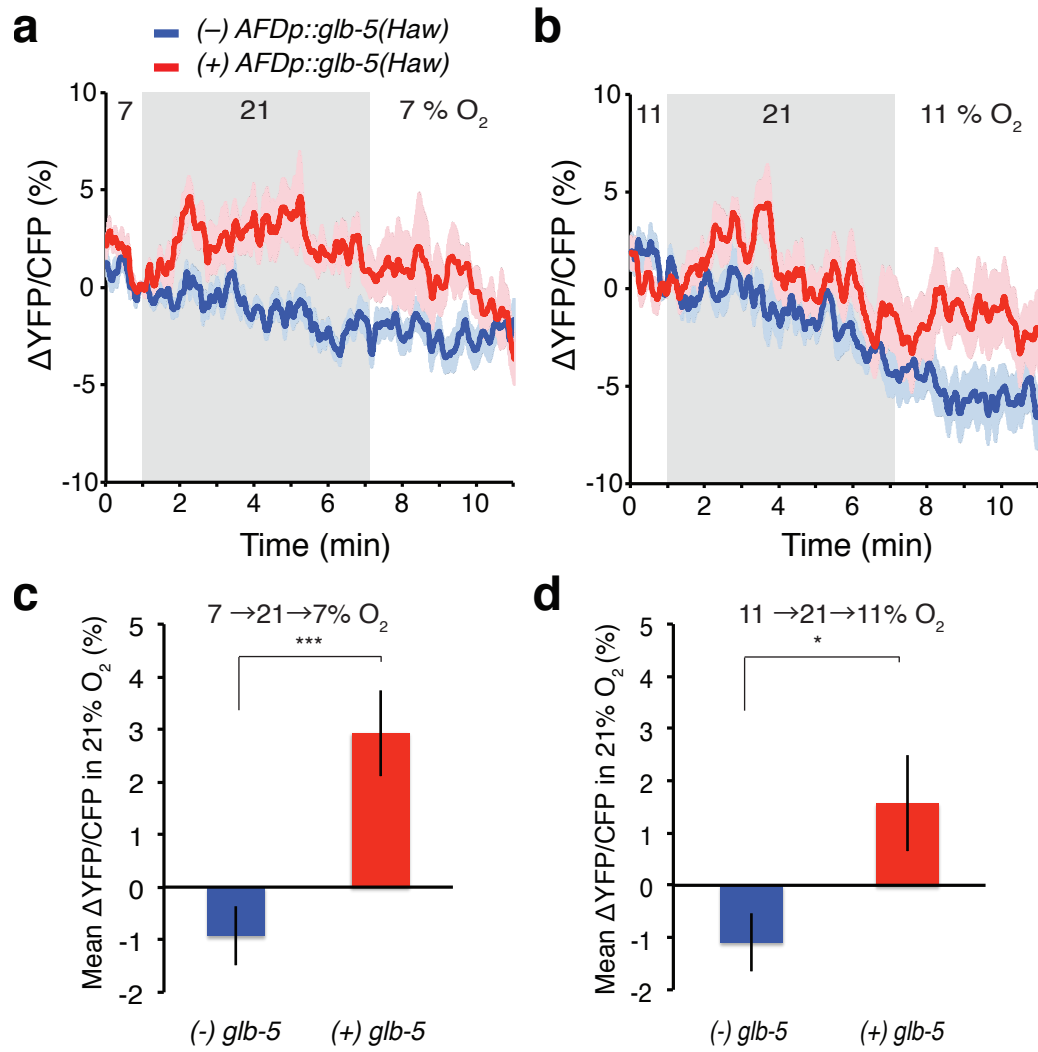 a
(–) AFDp::glb-5(Haw)
(+) AFDp::glb-5(Haw)
7 21 7 % O2
ΔYFP/CFP (%)
10
5
0
-5
-10
0 2 4 6 8 10
Time (min)
b
11 21 11 % O2
ΔYFP/CFP (%)
10
5
0
-5
-10
0 2 4 6 8 10
Time (min)
c
7 →21→7% O2
***
Mean ΔYFP/CFP in 21% O2 (%)
5
4
3
2
1
0
-1
-2
(-) glb-5 (+) glb-5
d
11 →21→11% O2
*
Mean ΔYFP/CFP in 21% O2 (%)
5
4
3
2
1
0
-1
-2
(-) glb-5 (+) glb-5